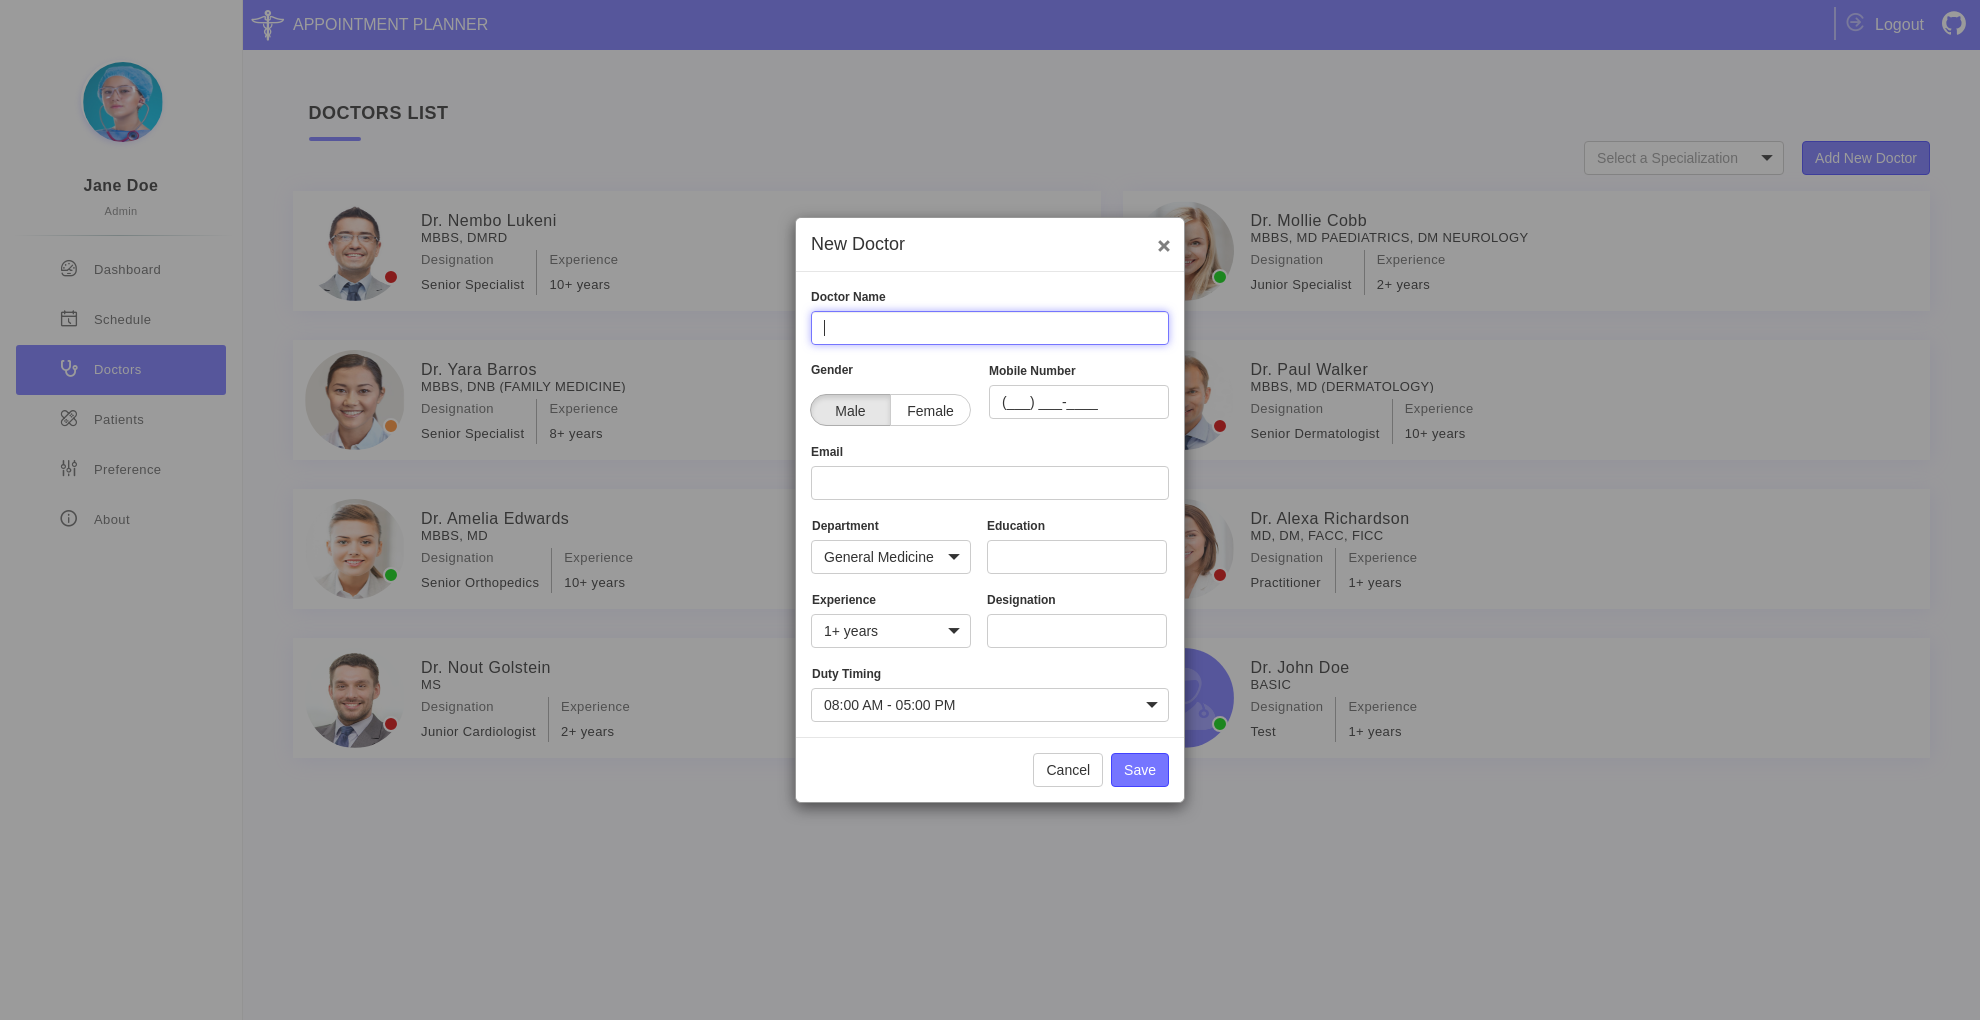 APPOINTMENT PLANNER
Logout
Jane Doe
Admin
Dashboard
Schedule
Doctors
Patients
Preference
About
DOCTORS LIST
Select a Specialization
Add New Doctor
Dr. Nembo Lukeni
MBBS, DMRD
Designation
Experience
Senior Specialist
10+ years
Dr. Mollie Cobb
MBBS, MD PAEDIATRICS, DM NEUROLOGY
Designation
Experience
Junior Specialist
2+ years
Dr. Yara Barros
MBBS, DNB (FAMILY MEDICINE)
Designation
Experience
Senior Specialist
8+ years
Dr. Paul Walker
MBBS, MD (DERMATOLOGY)
Designation
Experience
Senior Dermatologist
10+ years
Dr. Amelia Edwards
MBBS, MD
Designation
Experience
Senior Orthopedics
10+ years
Dr. Alexa Richardson
MD, DM, FACC, FICC
Designation
Experience
Practitioner
1+ years
Dr. Nout Golstein
MS
Designation
Experience
Junior Cardiologist
2+ years
Dr. John Doe
BASIC
Designation
Experience
Test
1+ years
New Doctor
Doctor Name
Gender
Mobile Number
Male
Female
(___) ___-____
Email
Department
Education
General Medicine
Experience
Designation
1+ years
Duty Timing
08:00 AM - 05:00 PM
Cancel
Save